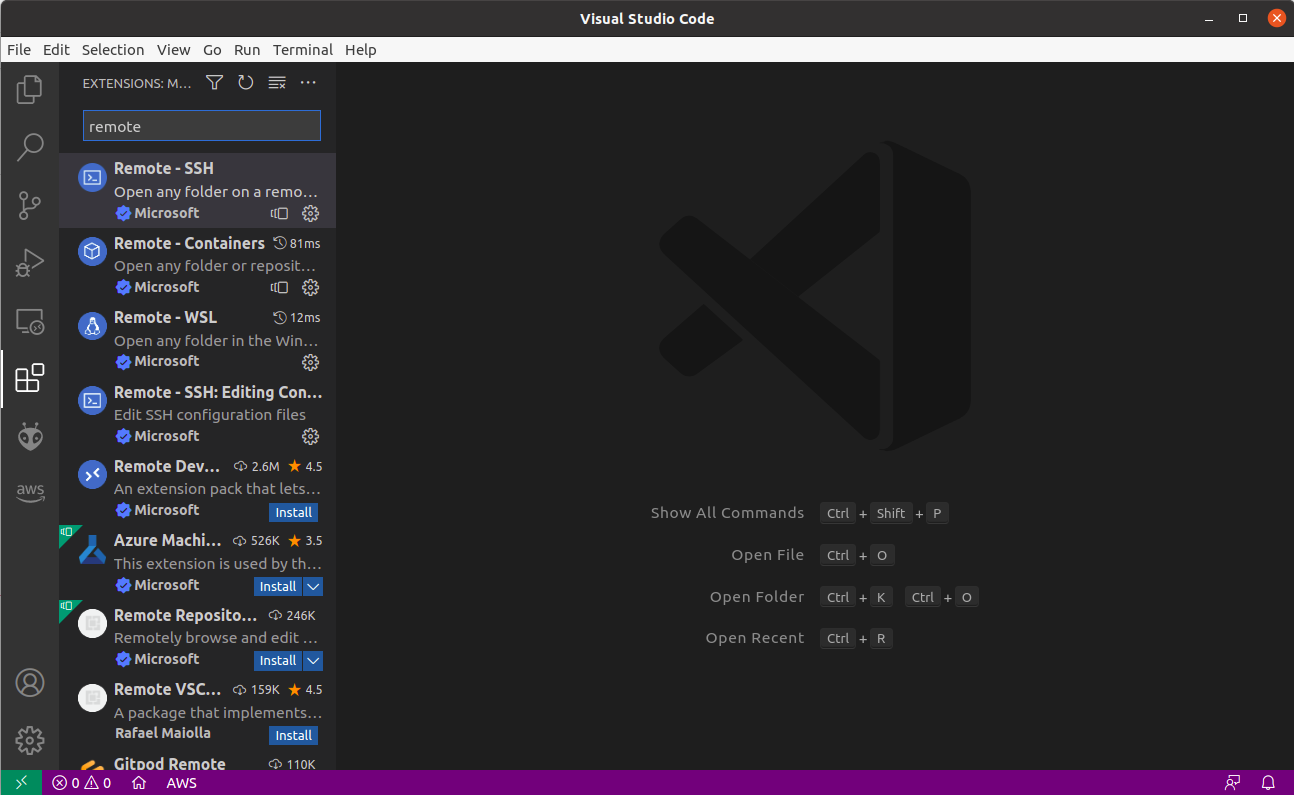 Visual Studio Code
File Edit Selection View Go Run Terminal Help
EXTENSIONS: M...
remote
Remote - SSH
Open any folder on a remo...
Microsoft
Remote - Containers 81ms
Open any folder or reposit...
Microsoft
Remote - WSL 12ms
Open any folder in the Win...
Microsoft
Remote - SSH: Editing Con...
Edit SSH configuration files
Microsoft
Remote Dev... 2.6M 4.5
An extension pack that lets...
Microsoft Install
Azure Machi... 526K 3.5
This extension is used by th...
Microsoft Install
Remote Reposito... 246K
Remotely browse and edit ...
Microsoft Install
Remote VSC... 159K 4.5
A package that implements...
Rafael Maiolla Install
Gitpod Remote 110K
aws
Show All Commands Ctrl + Shift + P
Open File Ctrl + O
Open Folder Ctrl + K Ctrl + O
Open Recent Ctrl + R
0 0 AWS